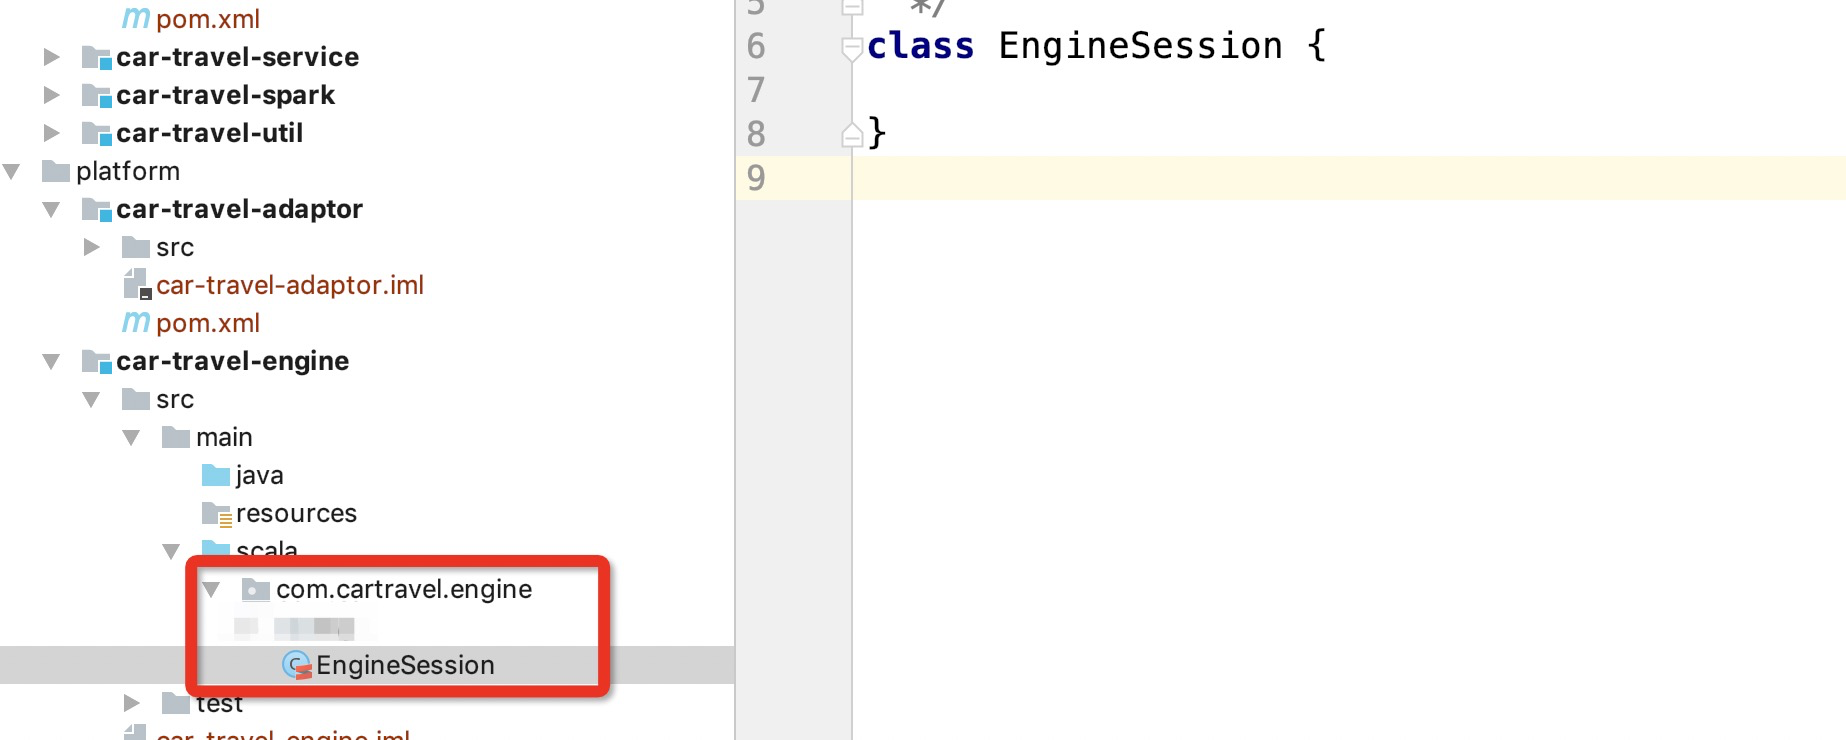 pom.xml
car-travel-service
car-travel-spark
car-travel-util
platform
car-travel-adaptor
src
car-travel-adaptor.iml
pom.xml
car-travel-engine
src
main
java
resources
scala
com.cartravel.engine
EngineSession
test
car-travel-engine.iml
5 */
6 class EngineSession {
7
8 }
9